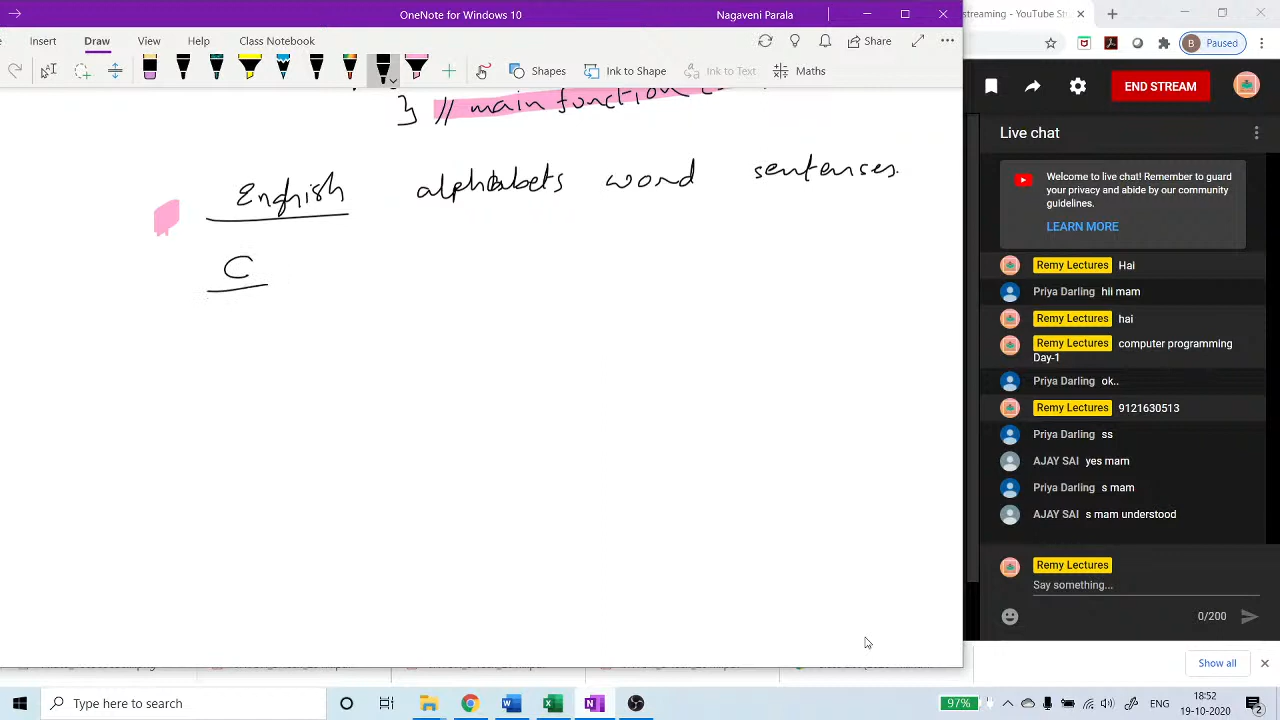 OneNote for Windows 10
Nagaveni Parala
streaming - YouTube St
Insert Draw View Help Class Notebook
Share
Paused
Shapes Ink to Shape Ink to Text Maths
END STREAM
} // main function
Live chat
English alphabets word sentenses.
C
Welcome to live chat! Remember to guard
your privacy and abide by our community
guidelines.
LEARN MORE
Remy Lectures Hai
Priya Darling hii mam
Remy Lectures hai
Remy Lectures computer programming
Day-1
Priya Darling ok..
Remy Lectures 9121630513
Priya Darling ss
AJAY SAI yes mam
Priya Darling s mam
AJAY SAI s mam understood
Remy Lectures
Say something...
0/200
Show all
Type here to search
97%
ENG
18:52
19-10-2020
2